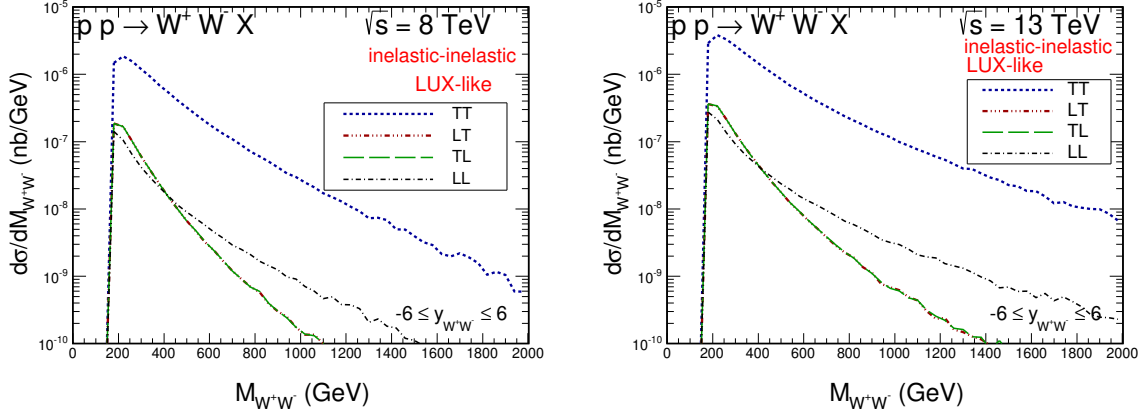 p p → W⁺ W⁻ X √s = 8 TeV
inelastic-inelastic
LUX-like
TT
LT
TL
LL
-6 ≤ y_{W⁺W⁻} ≤ 6
dσ/dM_{W⁺W⁻} (nb/GeV)
10⁻⁵
10⁻⁶
10⁻⁷
10⁻⁸
10⁻⁹
10⁻¹⁰
0 200 400 600 800 1000 1200 1400 1600 1800 2000
M_{W⁺W⁻} (GeV)
p p → W⁺ W⁻ X √s = 13 TeV
inelastic-inelastic
LUX-like
TT
LT
TL
LL
-6 ≤ y_{W⁺W⁻} ≤ 6
dσ/dM_{W⁺W⁻} (nb/GeV)
10⁻⁵
10⁻⁶
10⁻⁷
10⁻⁸
10⁻⁹
10⁻¹⁰
0 200 400 600 800 1000 1200 1400 1600 1800 2000
M_{W⁺W⁻} (GeV)